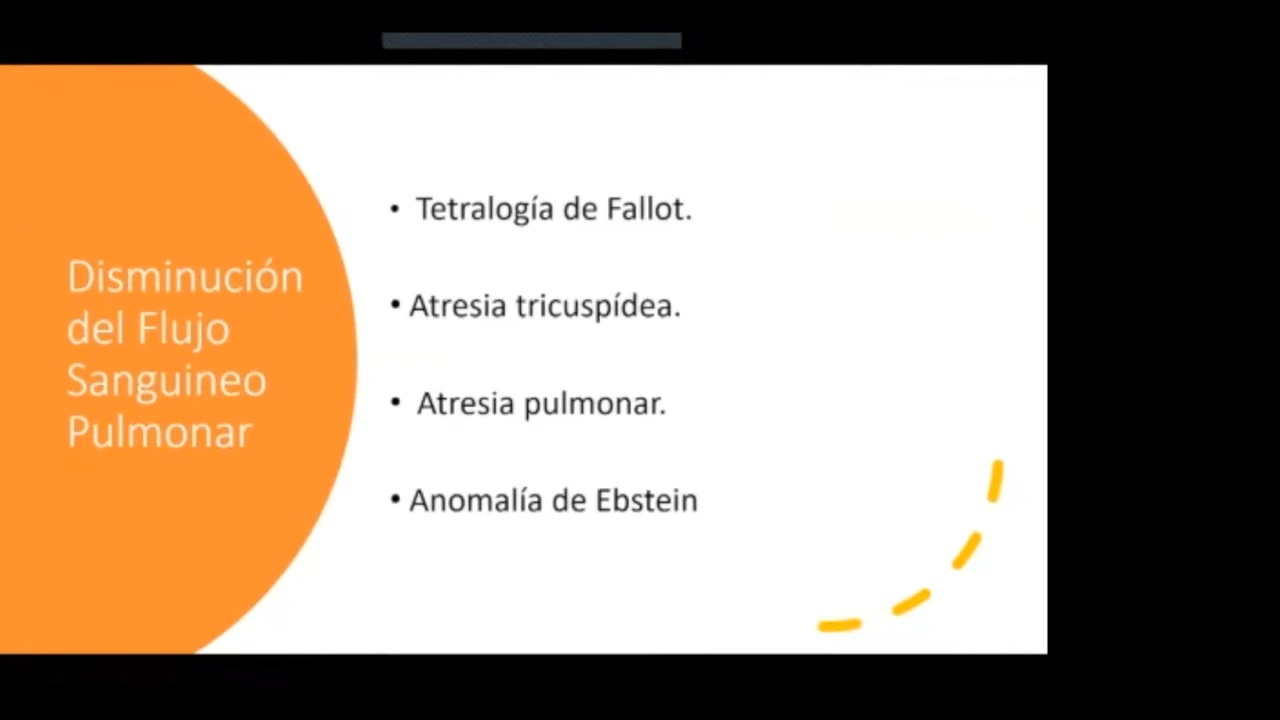 Disminución
del Flujo
Sanguineo
Pulmonar
• Tetralogía de Fallot.
• Atresia tricuspídea.
• Atresia pulmonar.
• Anomalía de Ebstein